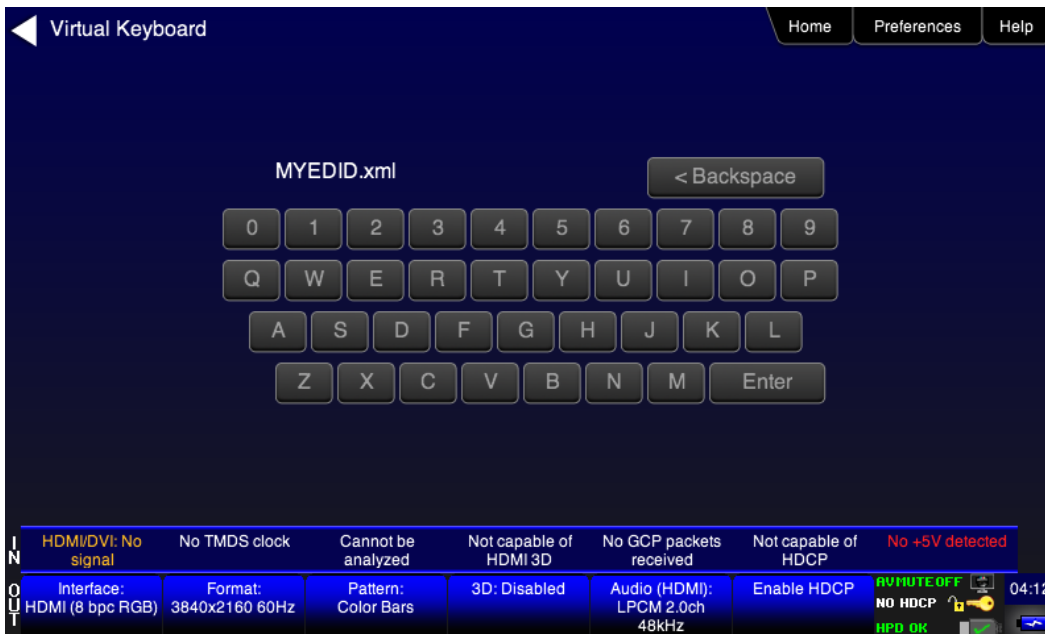 Virtual Keyboard
Home
Preferences
Help
MYEDID.xml
< Backspace
0 1 2 3 4 5 6 7 8 9
Q W E R T Y U I O P
A S D F G H J K L
Z X C V B N M Enter
IN
HDMI/DVI: No
signal
No TMDS clock
Cannot be
analyzed
Not capable of
HDMI 3D
No GCP packets
received
Not capable of
HDCP
No +5V detected
OUT
Interface:
HDMI (8 bpc RGB)
Format:
3840x2160 60Hz
Pattern:
Color Bars
3D: Disabled
Audio (HDMI):
LPCM 2.0ch
48kHz
Enable HDCP
AVMUTEOFF
NO HDCP
HPD OK
04:12